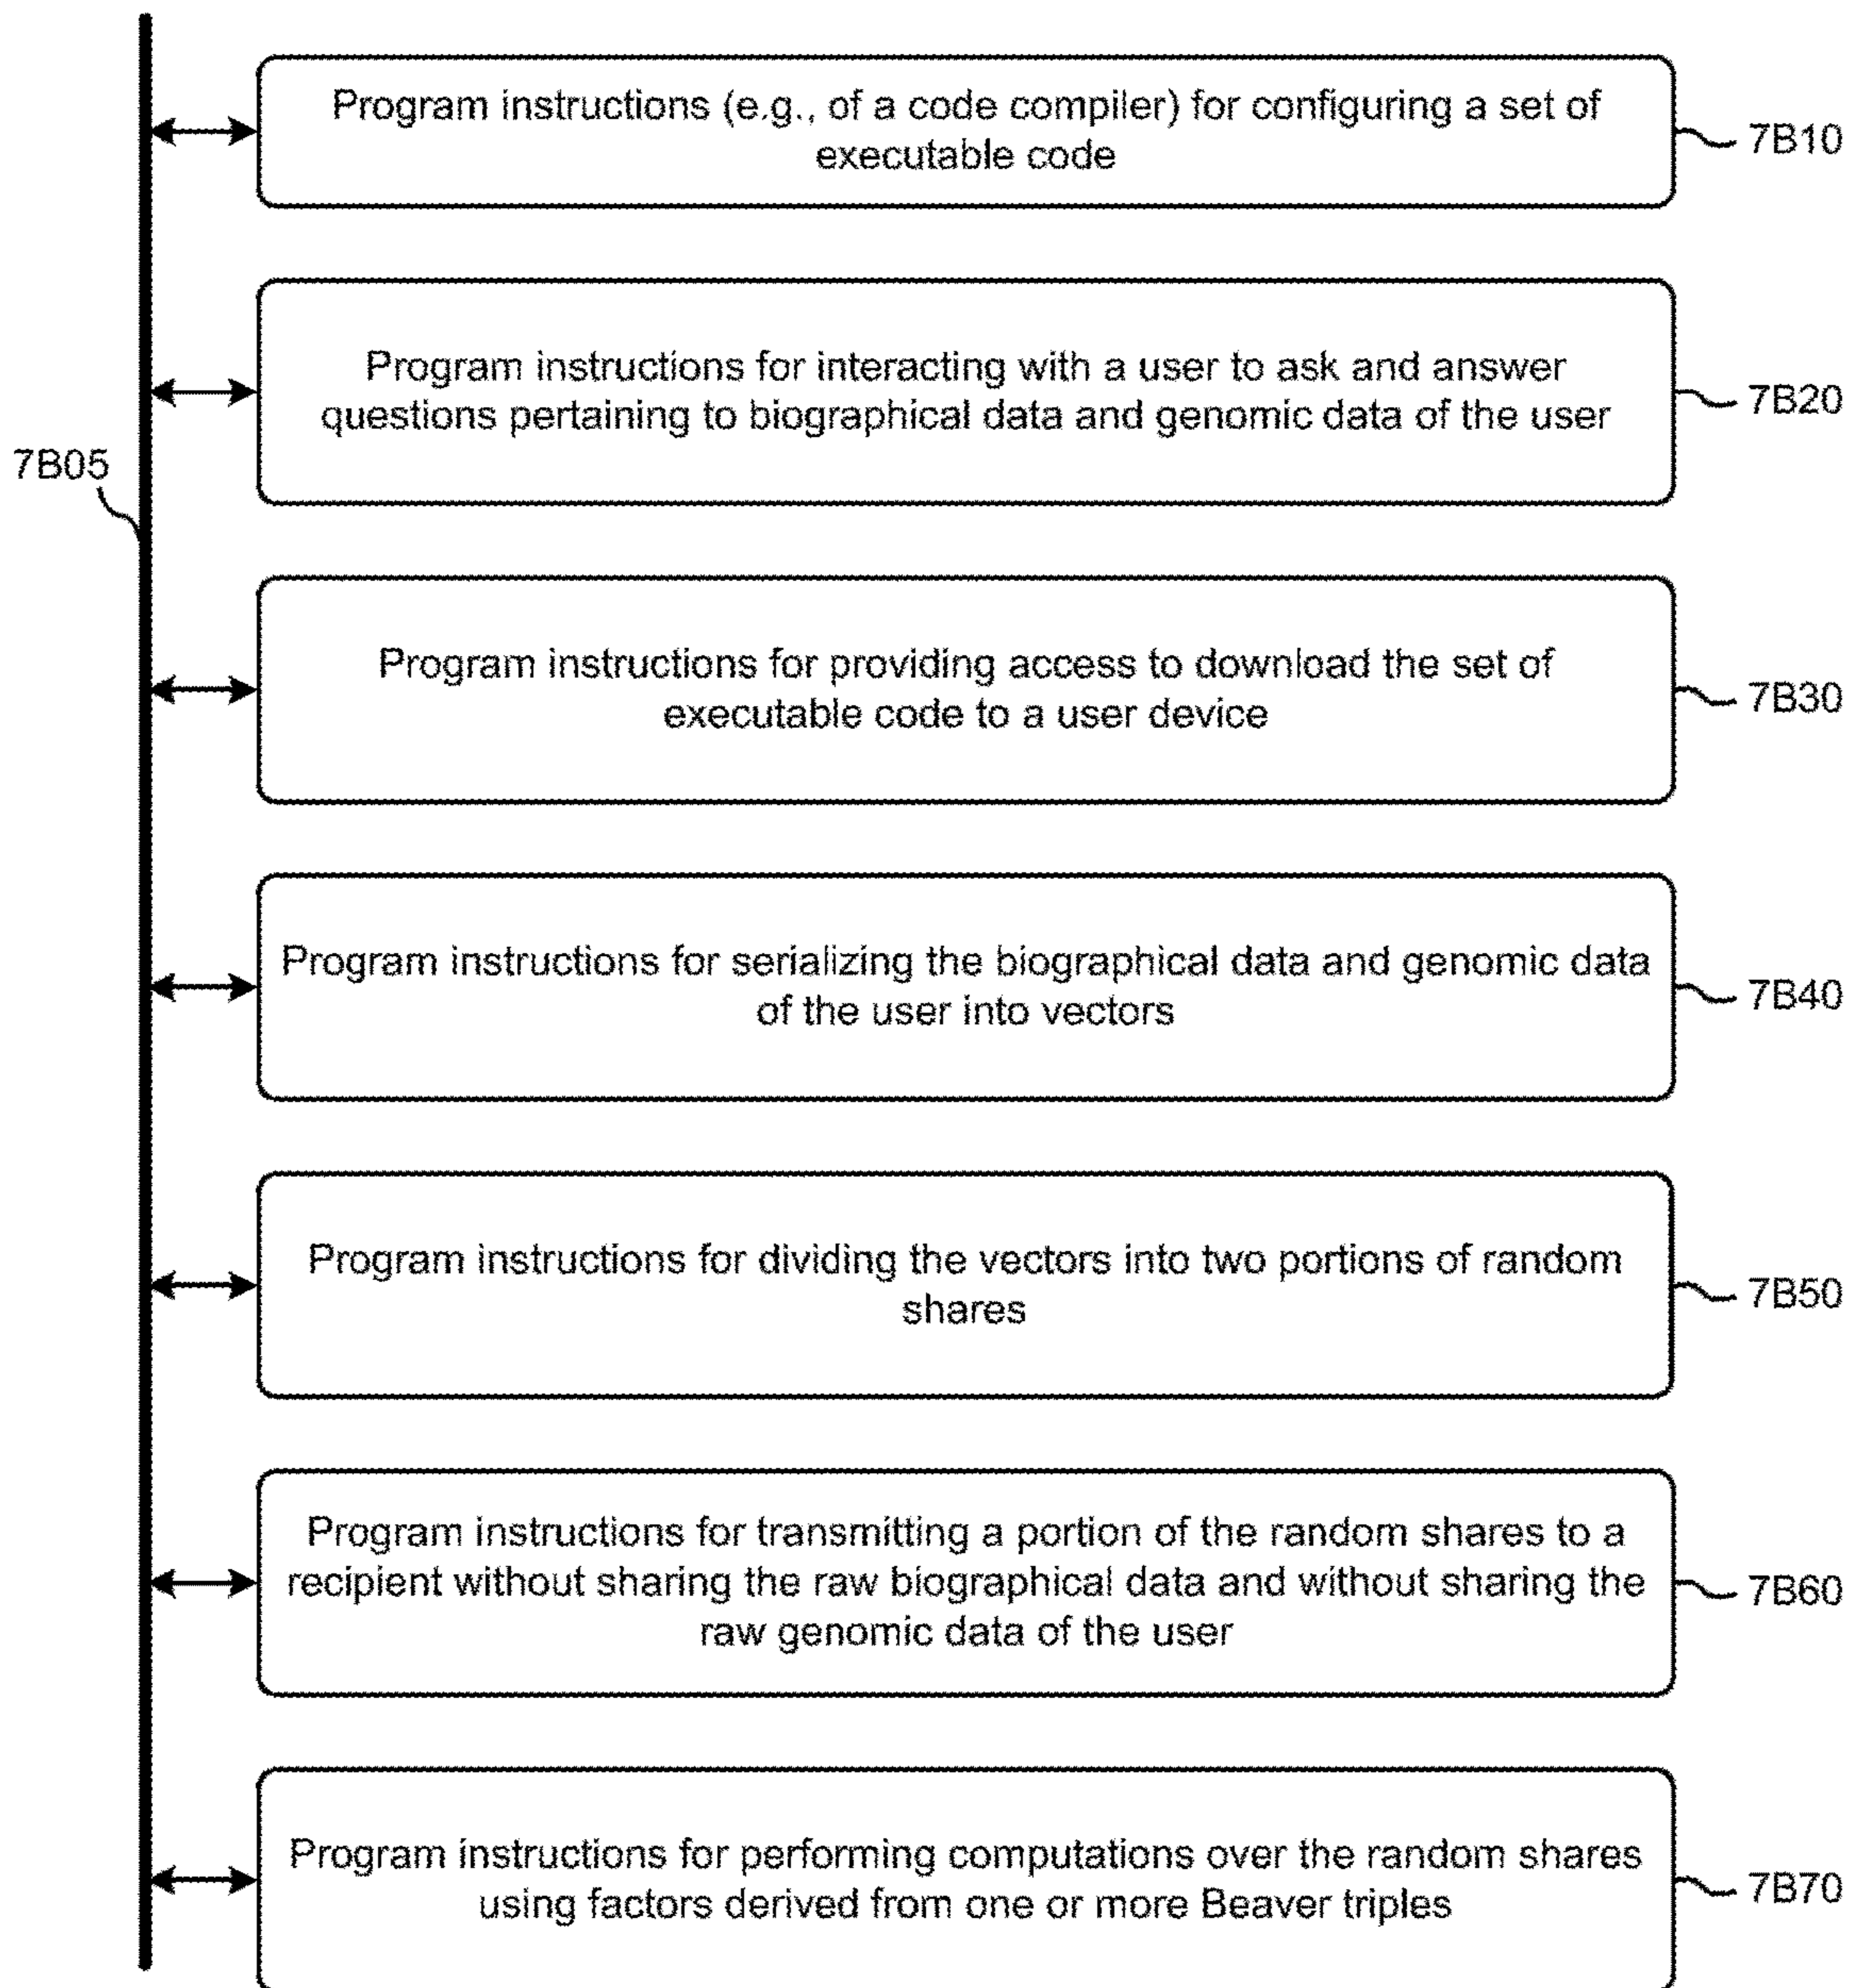 Program instructions (e.g., of a code compiler) for configuring a set of
executable code
7B10
Program instructions for interacting with a user to ask and answer
questions pertaining to biographical data and genomic data of the user
7B20
7B05
Program instructions for providing access to download the set of
executable code to a user device
7B30
Program instructions for serializing the biographical data and genomic data
of the user into vectors
7B40
Program instructions for dividing the vectors into two portions of random
shares
7B50
Program instructions for transmitting a portion of the random shares to a
recipient without sharing the raw biographical data and without sharing the
raw genomic data of the user
7B60
Program instructions for performing computations over the random shares
using factors derived from one or more Beaver triples
7B70